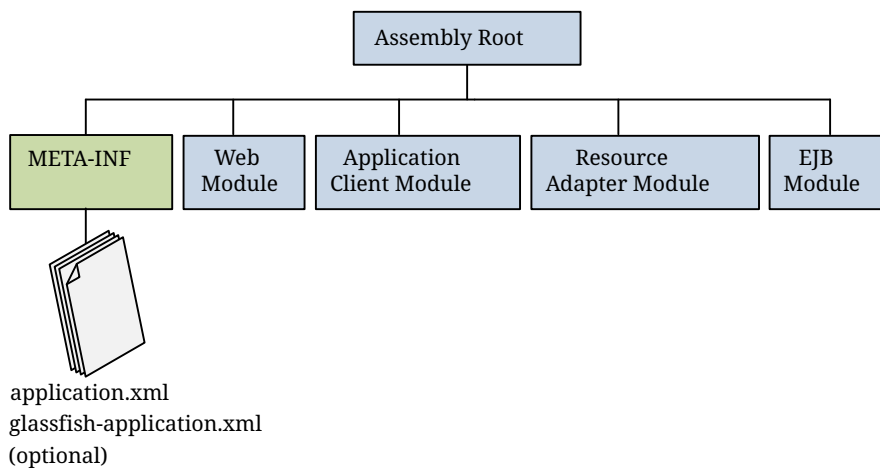 Assembly Root
META-INF
Web
Module
Application
Client Module
Resource
Adapter Module
EJB
Module
application.xml
glassfish-application.xml
(optional)